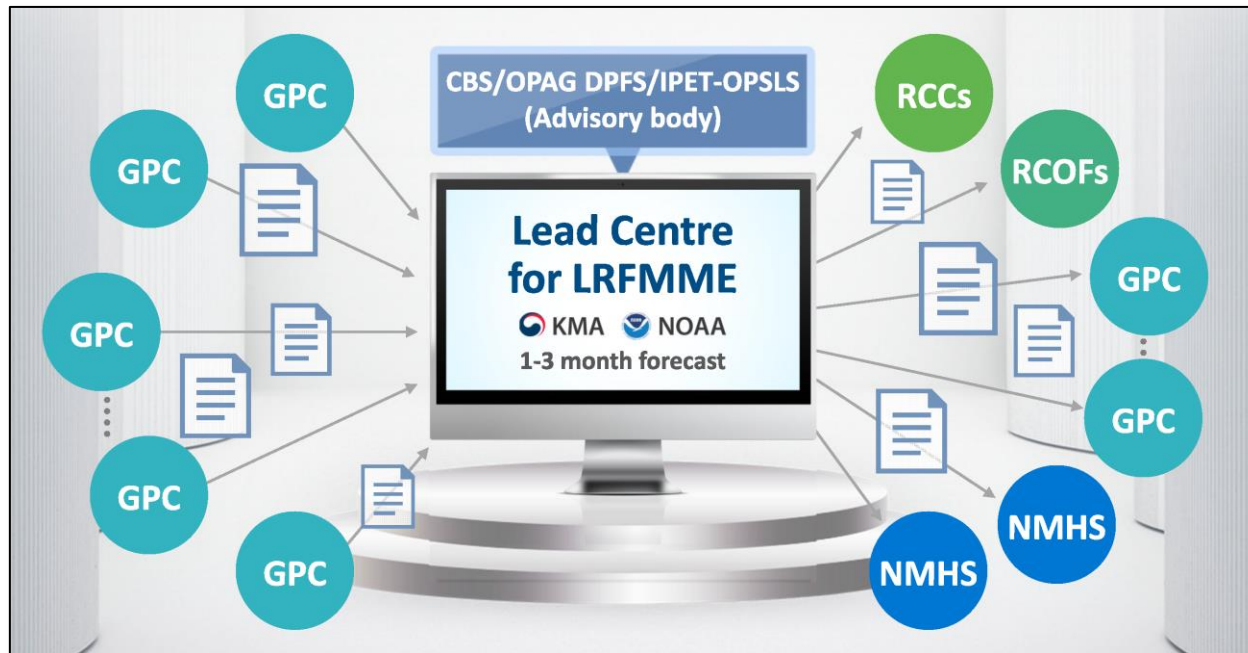 GPC
GPC
GPC
GPC
GPC
CBS/OPAG DPFS/IPET-OPSLS
(Advisory body)
Lead Centre
for LRFMME
KMA NOAA
1-3 month forecast
RCCs
RCOFs
GPC
GPC
NMHS
NMHS